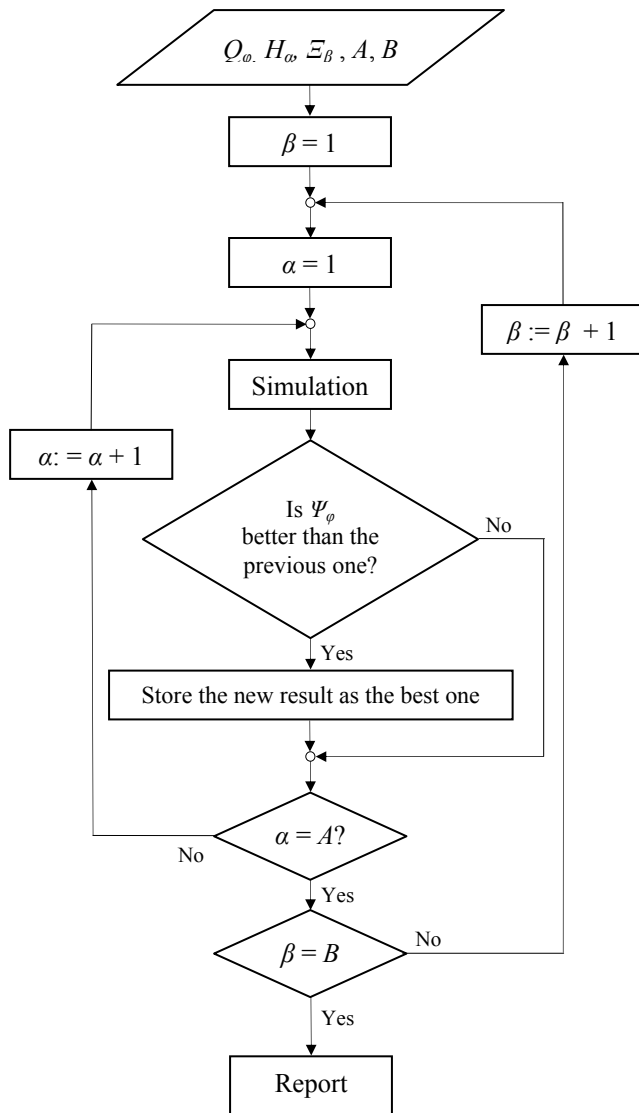 Qφ, Hα, Ξβ , A, B
β = 1
α = 1
β := β + 1
Simulation
α: = α + 1
Is Ψφ
better than the
previous one?
No
Yes
Store the new result as the best one
α = A?
No
Yes
β = B
No
Yes
Report